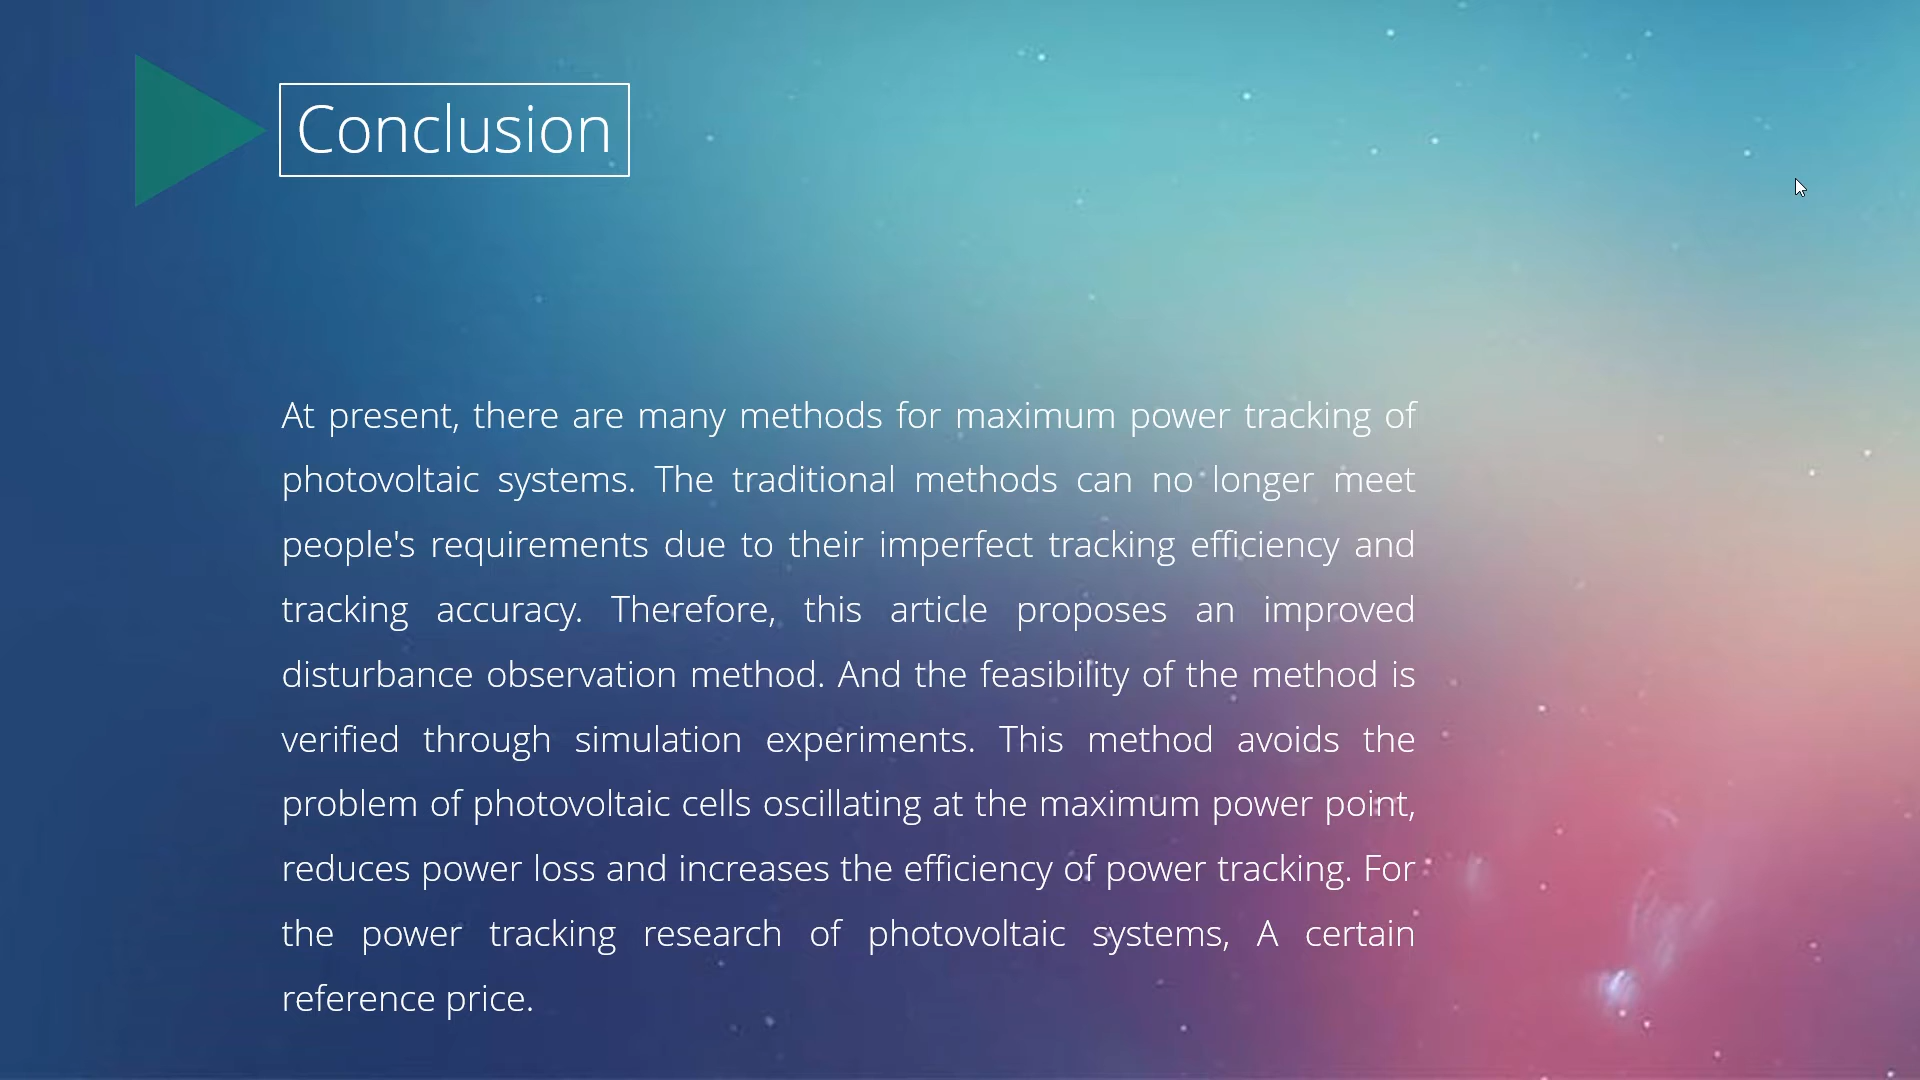 Conclusion
At present, there are many methods for maximum power tracking of
photovoltaic systems. The traditional methods can no longer meet
people's requirements due to their imperfect tracking efficiency and
tracking accuracy. Therefore, this article proposes an improved
disturbance observation method. And the feasibility of the method is
verified through simulation experiments. This method avoids the
problem of photovoltaic cells oscillating at the maximum power point,
reduces power loss and increases the efficiency of power tracking. For
the power tracking research of photovoltaic systems, A certain
reference price.